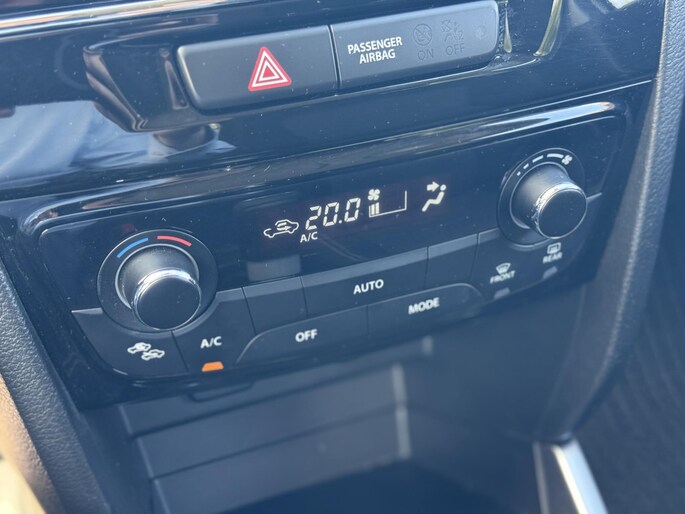 PASSENGER
AIRBAG
ON OFF
20.0
A/C
AUTO
FRONT
REAR
A/C
OFF
MODE